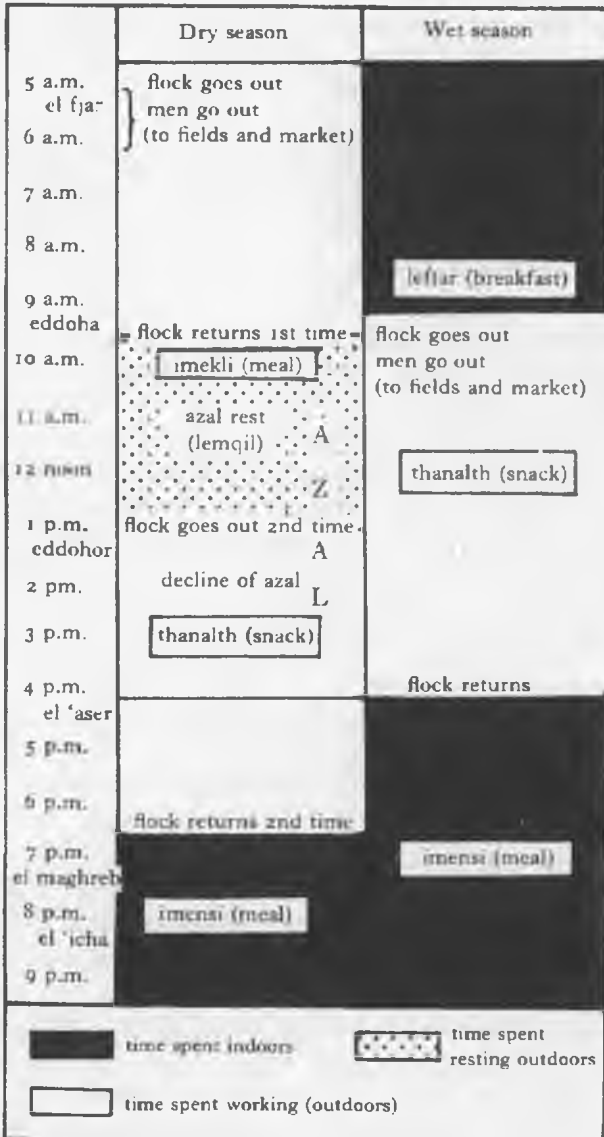 Dry season
Wet season
5 a.m.
el fjar
6 a.m.
7 a.m.
8 a.m.
9 a.m.
eddoha
10 a.m.
11 a.m.
12 noon
1 p.m.
eddohor
2 pm.
3 p.m.
4 p.m.
el ‘aser
5 p.m.
6 p.m.
7 p.m.
el maghreb
8 p.m.
el ‘icha
9 p.m.
flock goes out
men go out
(to fields and market)
flock returns 1st time
imekli (meal)
azal rest
(lemqil)
A
Z
flock goes out 2nd time
A
decline of azal
L
thanalth (snack)
flock returns 2nd time
imensi (meal)
leftar (breakfast)
flock goes out
men go out
(to fields and market)
thanalth (snack)
flock returns
imensi (meal)
time spent indoors
time spent
resting outdoors
time spent working (outdoors)